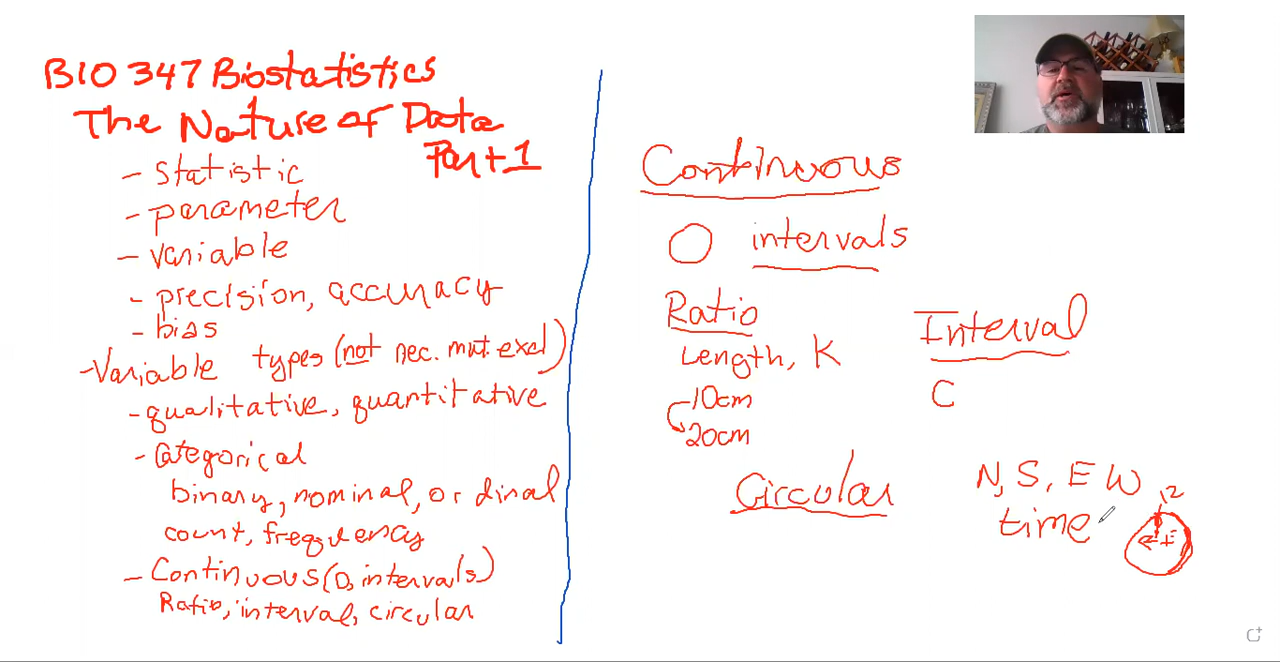 BIO 347 Biostatistics
The Nature of Data
Part 1
- statistic
- parameter
- variable
- precision, accuracy
- bias
- Variable types (not nec. mut. excl)
- qualitative, quantitative
- Categorical
binary, nominal, ordinal
count, frequency
- Continuous (0, intervals)
Ratio, interval, circular
Continuous
0 intervals
Ratio
Length, K
10cm
20cm
Interval
C
Circular
N, S, E W
time
12